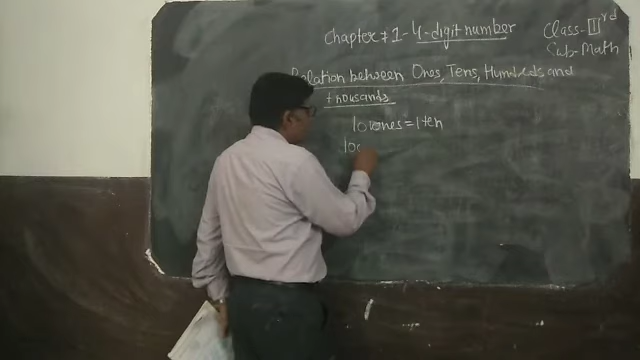 Chapter # 1 - 4-digit number
Class-III rd
Sub-Math
Relation between Ones, Tens, Hundreds and
thousands
10 ones = 1 ten
10